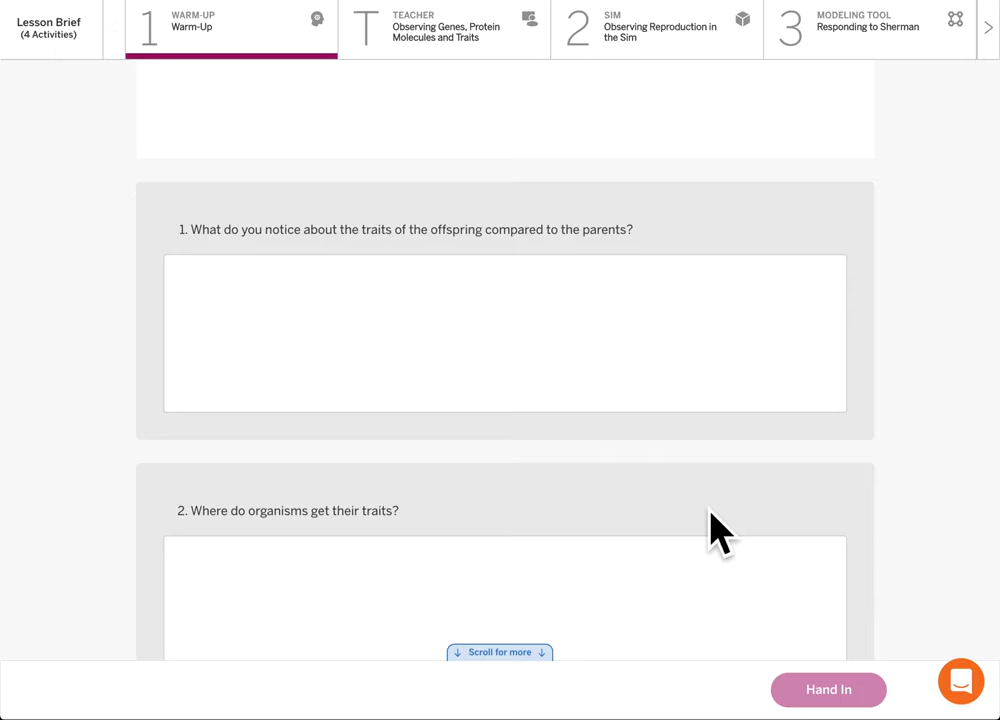 Lesson Brief
(4 Activities)
1
WARM-UP
Warm-Up
T
TEACHER
Observing Genes, Protein
Molecules and Traits
2
SIM
Observing Reproduction in
the Sim
3
MODELING TOOL
Responding to Sherman
1. What do you notice about the traits of the offspring compared to the parents?
2. Where do organisms get their traits?
↓ Scroll for more ↓
Hand In